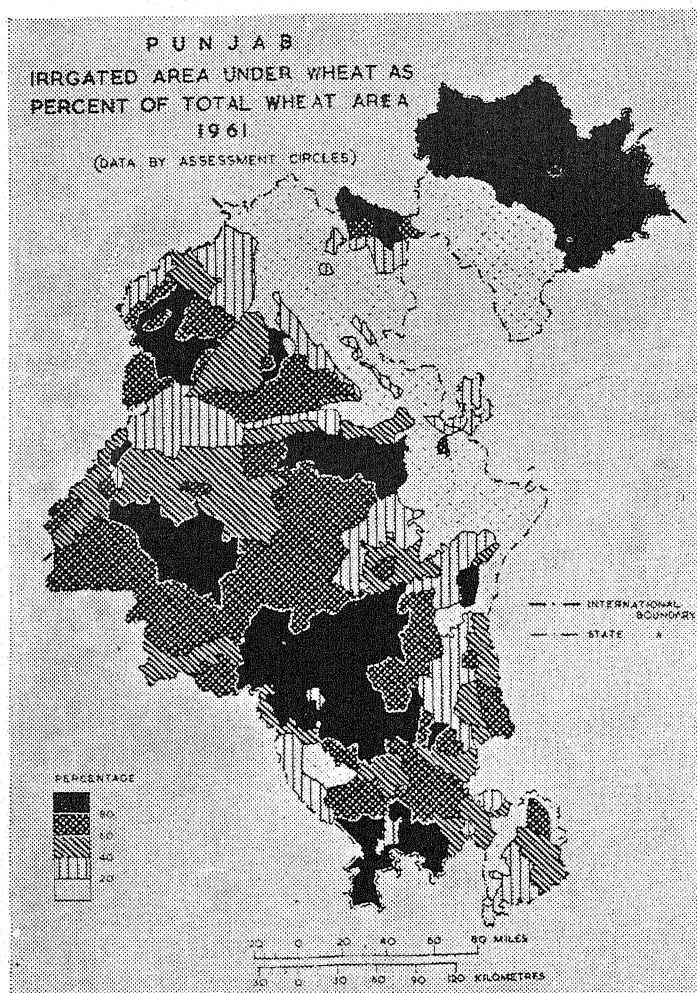 PUNJAB
IRRGATED AREA UNDER WHEAT AS
PERCENT OF TOTAL WHEAT AREA
1961
(DATA BY ASSESSMENT CIRCLES)
INTERNATIONAL
BOUNDARY
STATE "
PERCENTAGE
80
60
40
20
20 0 20 40 60 80 MILES
30 0 30 60 90 120 KILOMETRES